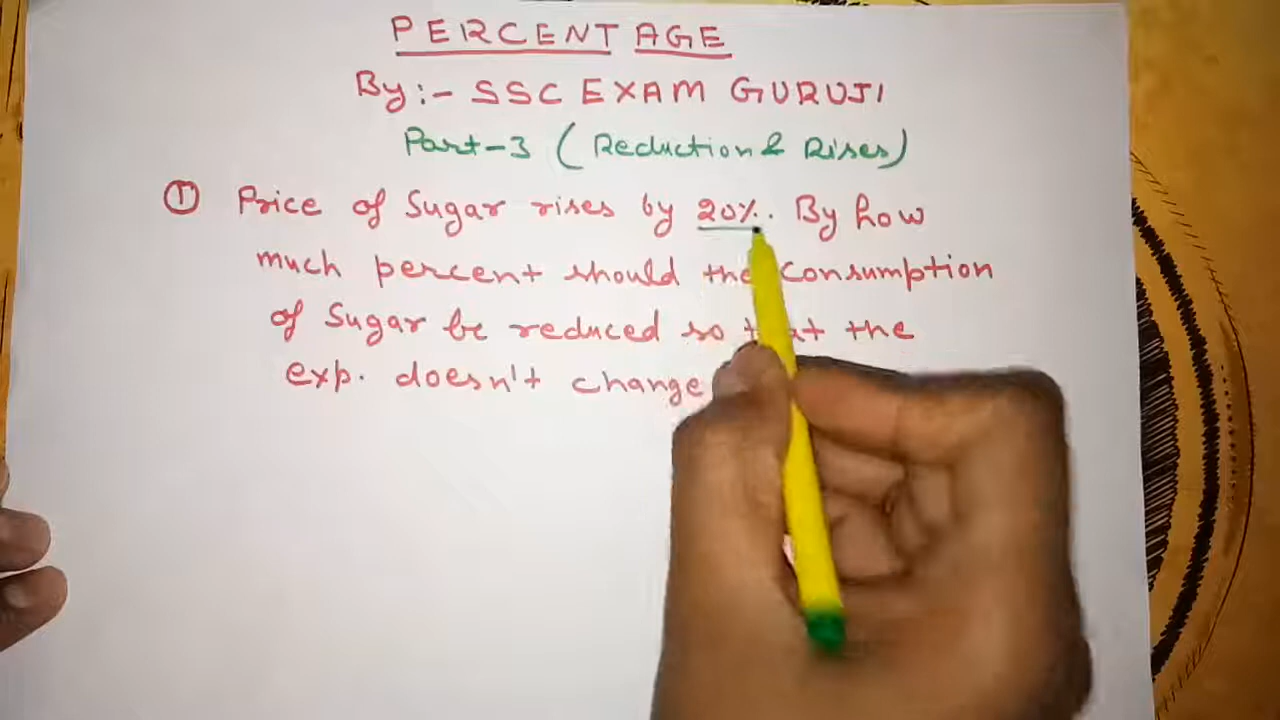 PERCENTAGE
By:- SSC EXAM GURUJI
Part-3 (Reduction & Rises)
① Price of Sugar rises by 20%. By how
much percent should the consumption
of Sugar be reduced so that the
exp. doesn't change